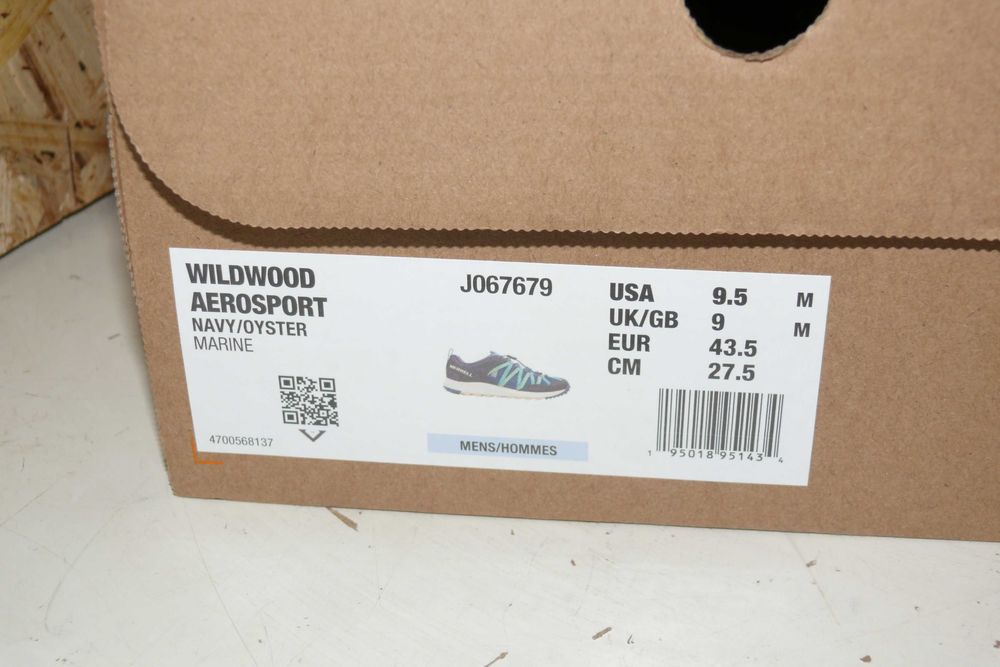 WILDWOOD
AEROSPORT
NAVY/OYSTER
MARINE
4700568137
J067679
MERRELL
MENS/HOMMES
USA 9.5 M
UK/GB 9 M
EUR 43.5
CM 27.5
1 95018 95143 4